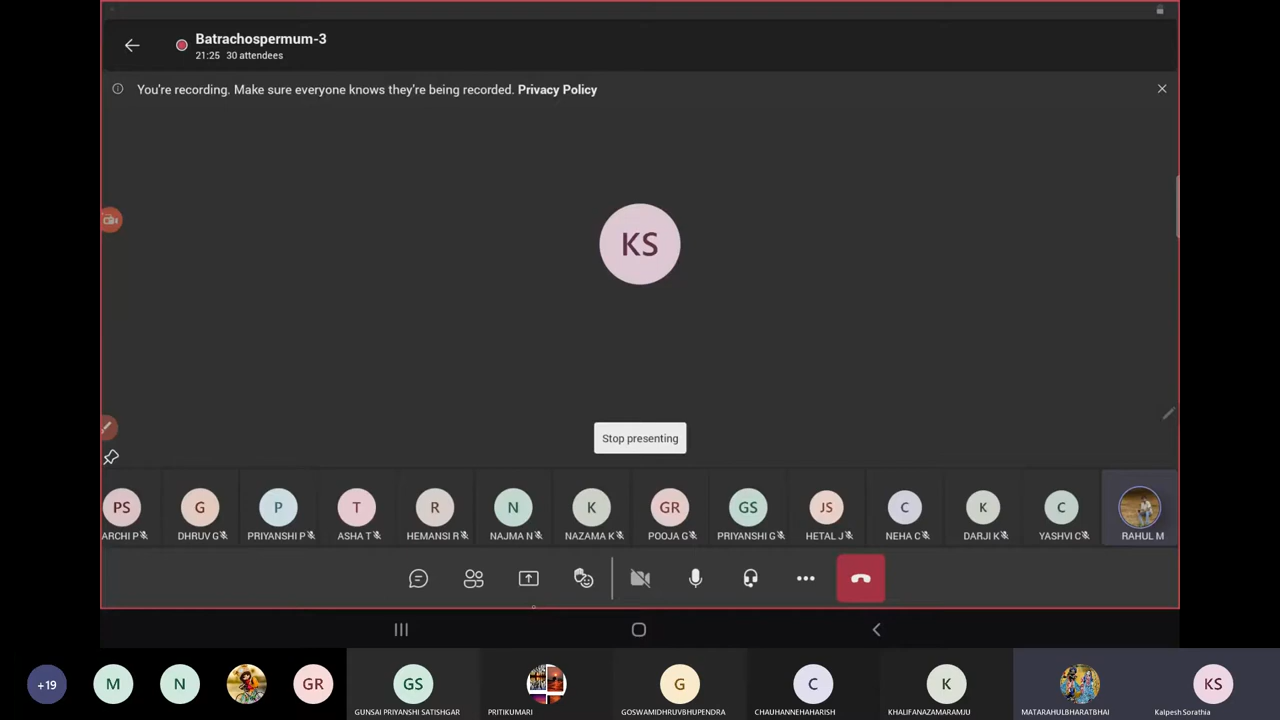 Batrachospermum-3
21:25 30 attendees
You're recording. Make sure everyone knows they're being recorded. Privacy Policy
KS
Stop presenting
PS G P T R N K GR GS JS C K C
ARCHI P DHRUV G PRIYANSHI P ASHA T HEMANSI R NAJMA N NAZAMA K POOJA G PRIYANSHI G HETAL J NEHA C DARJI K YASHVI C RAHUL M
+19 M N GR GS G C K KS
GUNSAI PRIYANSHI SATISHGAR PRITIKUMARI GOSWAMIDHRUVBHUPENDRA CHAUHANNEHAHARISH KHALIFANAZAMARAMJU MATARAHULBHARATBHAI Kalpesh Sorathia